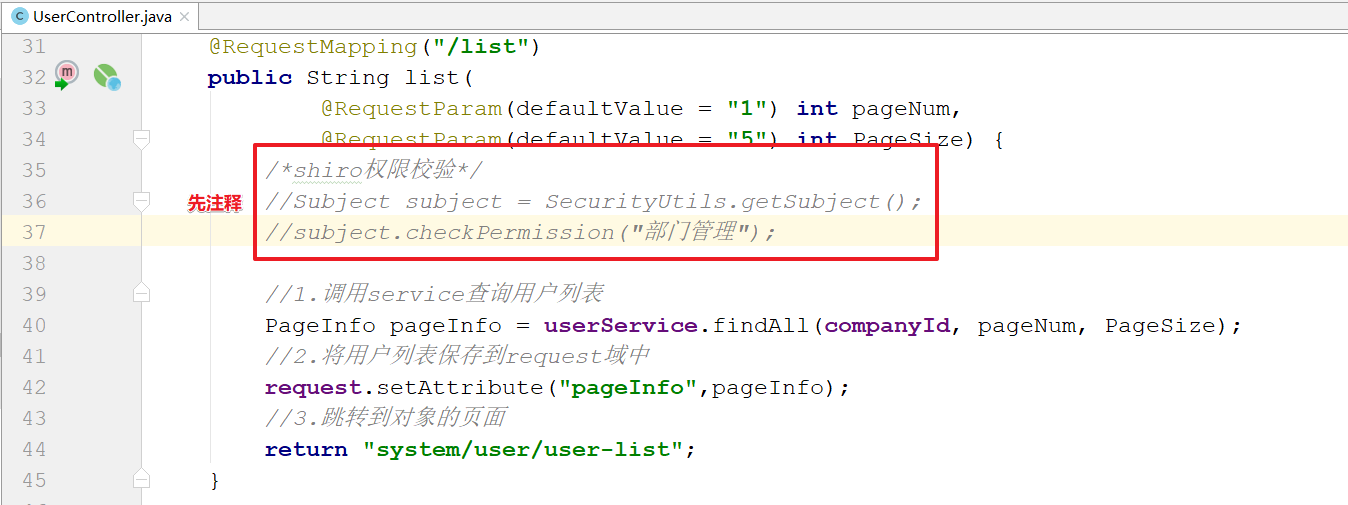 C UserController.java ×
31 @RequestMapping("/list")
32 m public String list(
33 @RequestParam(defaultValue = "1") int pageNum,
34 @RequestParam(defaultValue = "5") int PageSize) {
35 /*shiro权限校验*/
36 先注释 //Subject subject = SecurityUtils.getSubject();
37 //subject.checkPermission("部门管理");
38
39 //1.调用service查询用户列表
40 PageInfo pageInfo = userService.findAll(companyId, pageNum, PageSize);
41 //2.将用户列表保存到request域中
42 request.setAttribute("pageInfo",pageInfo);
43 //3.跳转到对象的页面
44 return "system/user/user-list";
45 }